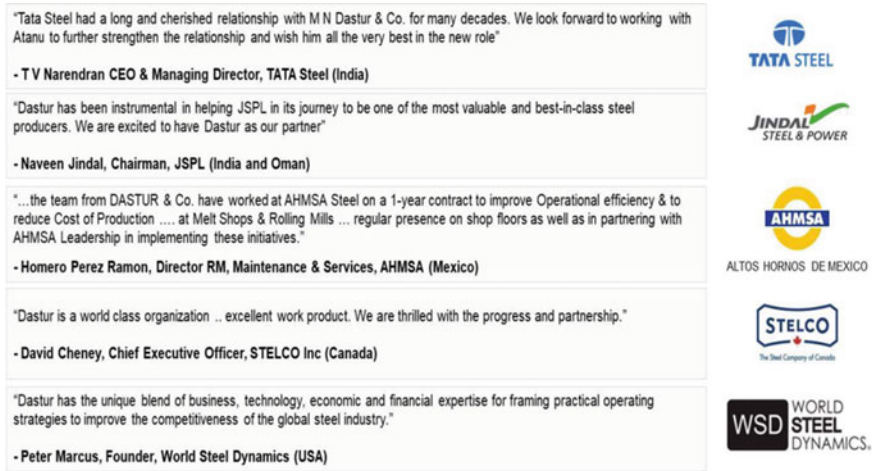 “Tata Steel had a long and cherished relationship with M N Dastur & Co. for many decades. We look forward to working with
Atanu to further strengthen the relationship and wish him all the very best in the new role”
- T V Narendran CEO & Managing Director, TATA Steel (India)
TATA STEEL
“Dastur has been instrumental in helping JSPL in its journey to be one of the most valuable and best-in-class steel
producers. We are excited to have Dastur as our partner”
- Naveen Jindal, Chairman, JSPL (India and Oman)
JINDAL
STEEL & POWER
“...the team from DASTUR & Co. have worked at AHMSA Steel on a 1-year contract to improve Operational efficiency & to
reduce Cost of Production .... at Melt Shops & Rolling Mills ... regular presence on shop floors as well as in partnering with
AHMSA Leadership in implementing these initiatives.”
- Homero Perez Ramon, Director RM, Maintenance & Services, AHMSA (Mexico)
AHMSA
ALTOS HORNOS DE MEXICO
“Dastur is a world class organization .. excellent work product. We are thrilled with the progress and partnership.”
- David Cheney, Chief Executive Officer, STELCO Inc (Canada)
STELCO
The Steel Company of Canada
“Dastur has the unique blend of business, technology, economic and financial expertise for framing practical operating
strategies to improve the competitiveness of the global steel industry.”
- Peter Marcus, Founder, World Steel Dynamics (USA)
WSD
WORLD
STEEL
DYNAMICS®